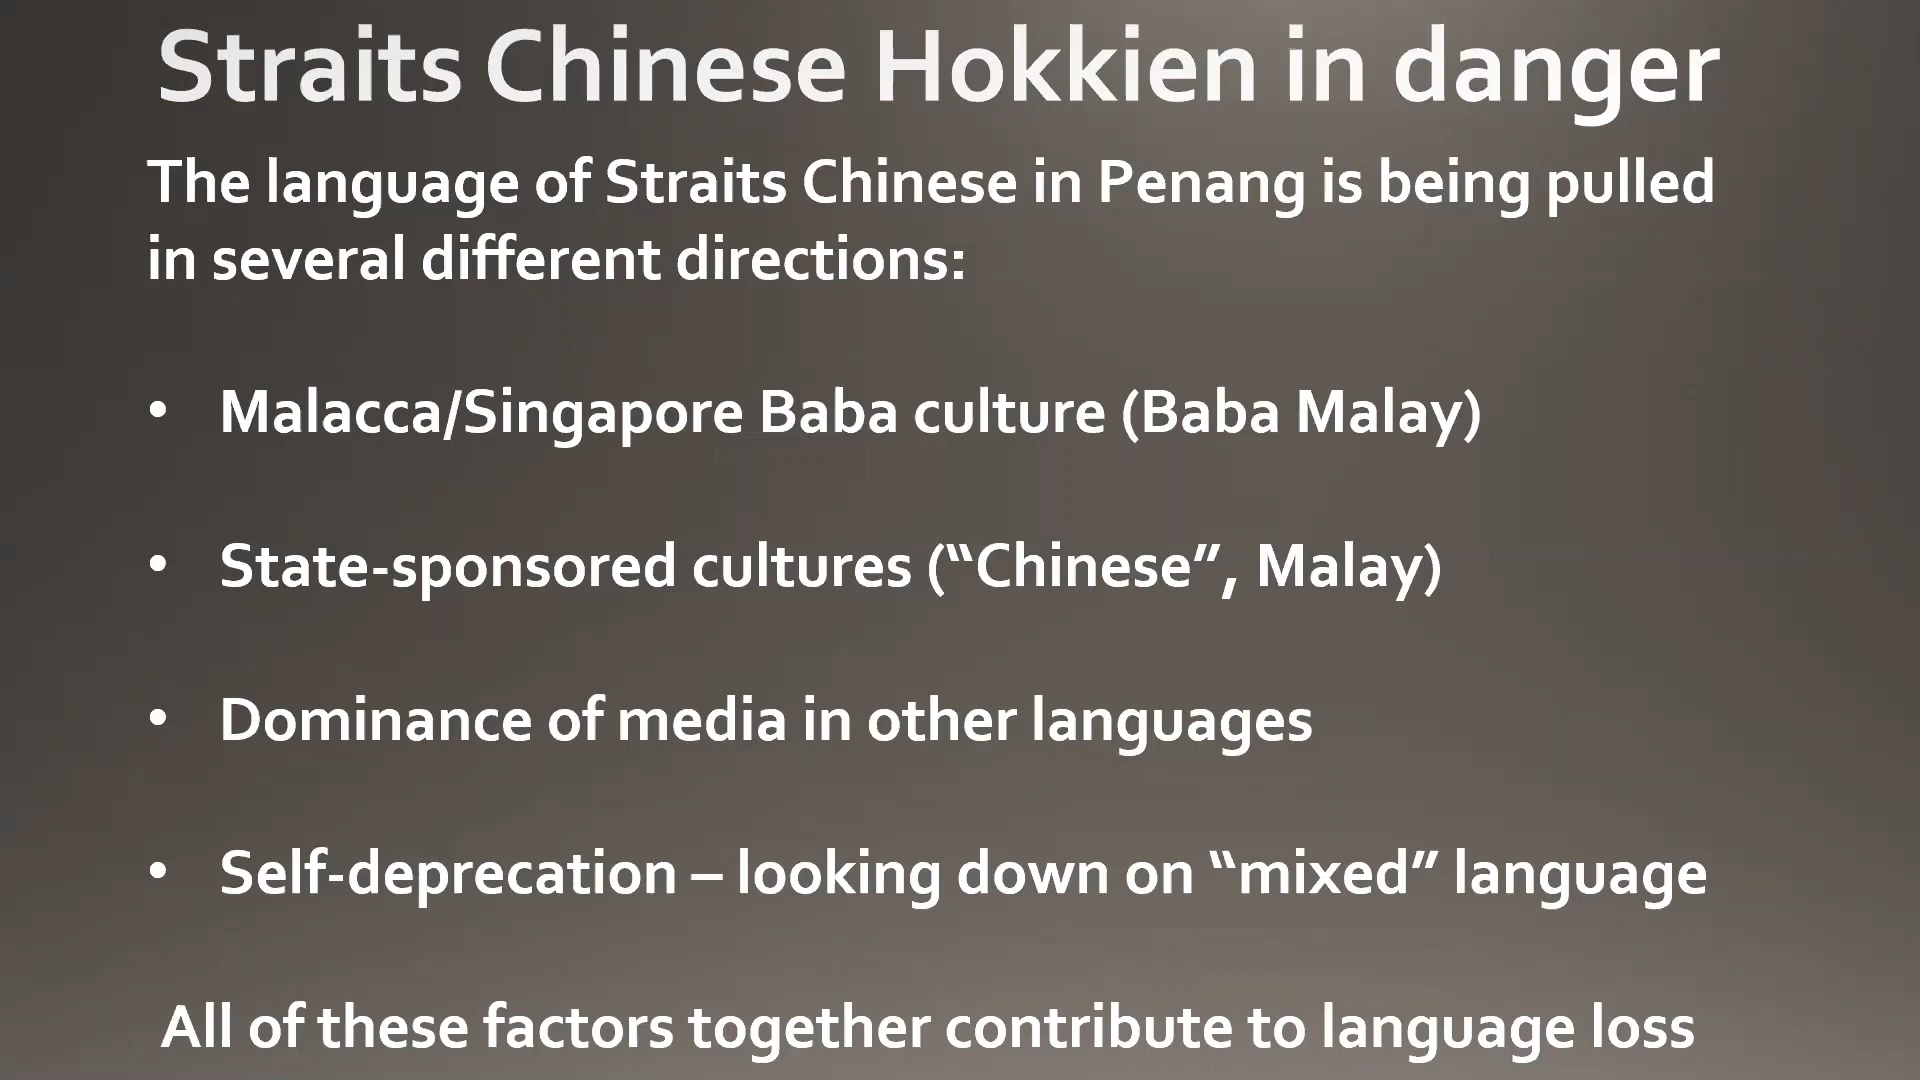 Straits Chinese Hokkien in danger
The language of Straits Chinese in Penang is being pulled
in several different directions:
• Malacca/Singapore Baba culture (Baba Malay)
• State-sponsored cultures (“Chinese”, Malay)
• Dominance of media in other languages
• Self-deprecation – looking down on “mixed” language
All of these factors together contribute to language loss